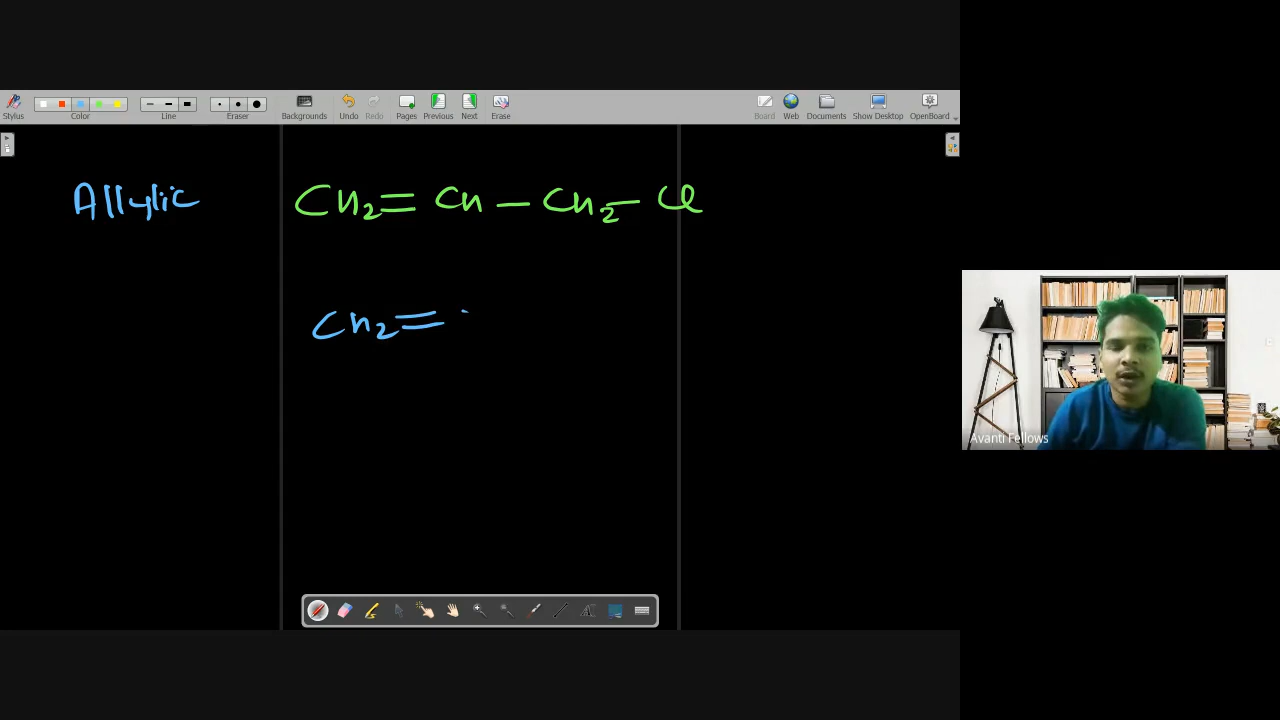 Stylus Color Line Eraser Backgrounds Undo Redo Pages Previous Next Erase Board Web Documents Show Desktop OpenBoard
Allylic CH2=CH-CH2-Cl
CH2=
Avanti Fellows